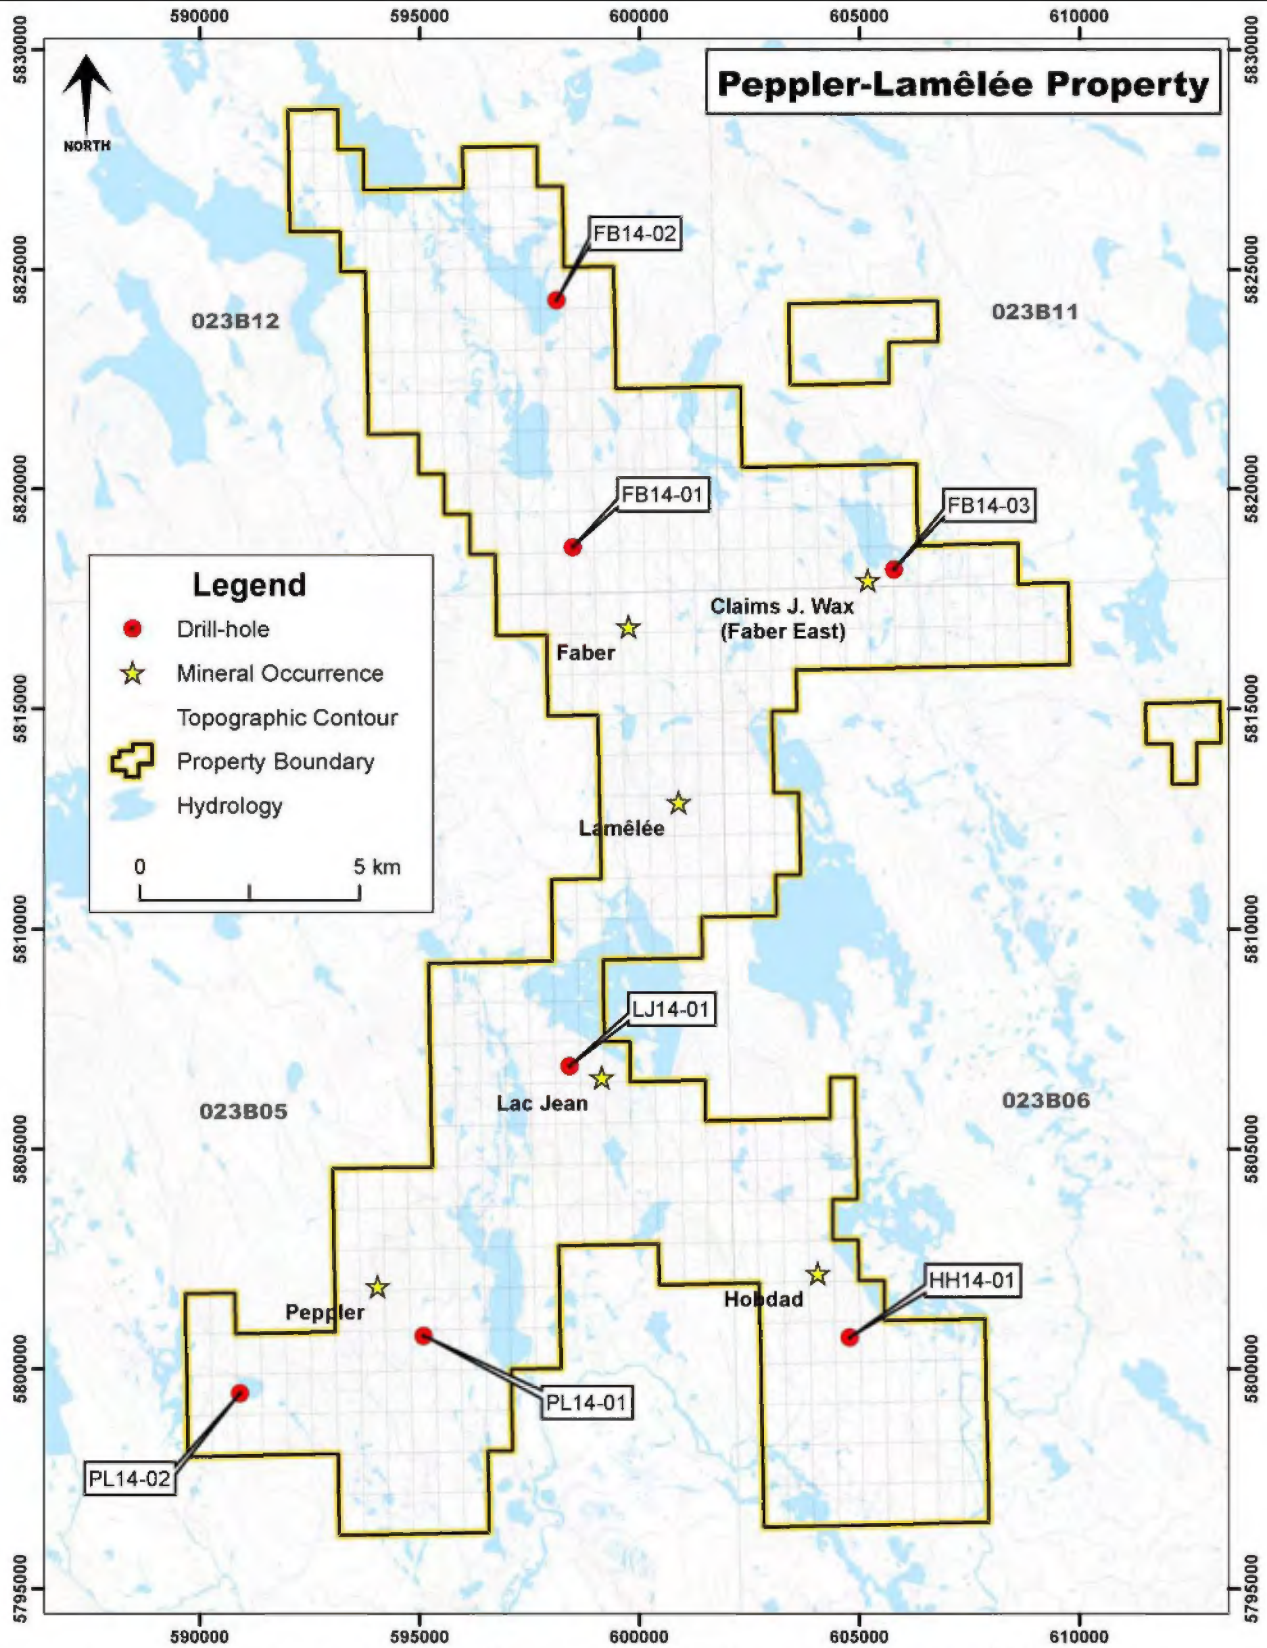 590000 595000 600000 605000 610000
5830000
5830000
Peppler-Lamêlée Property
NORTH
FB14-02
5825000
5825000
023B12
023B11
FB14-01
5820000
5820000
FB14-03
Legend
Drill-hole
Mineral Occurrence
Topographic Contour
Property Boundary
Hydrology
0 5 km
Claims J. Wax
(Faber East)
Faber
5815000
5815000
Lamêlée
5810000
5810000
LJ14-01
Lac Jean
023B05
023B06
5805000
5805000
HH14-01
Hobdad
Peppler
5800000
5800000
PL14-01
PL14-02
5795000
5795000
590000 595000 600000 605000 610000